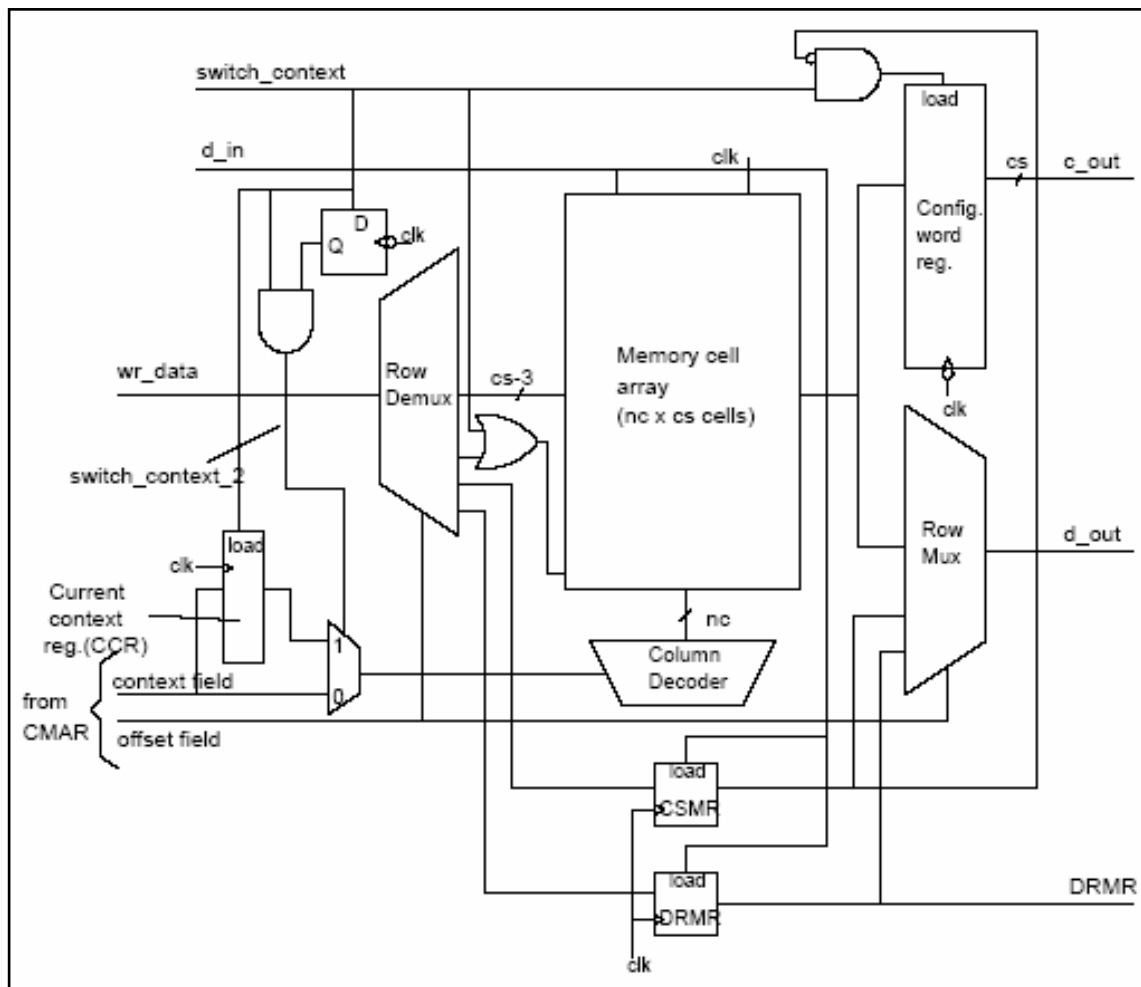 switch_context
load
d_in
clk
cs
c_out
D
Q
clk
Config.
word
reg.
Memory cell
array
(nc x cs cells)
wr_data
Row
Demux
cs-3
clk
switch_context_2
Row
Mux
d_out
load
clk
Current
context
reg.(CCR)
nc
1
Column
Decoder
context field
0
from
CMAR
offset field
load
CSMR
load
DRMR
DRMR
clk